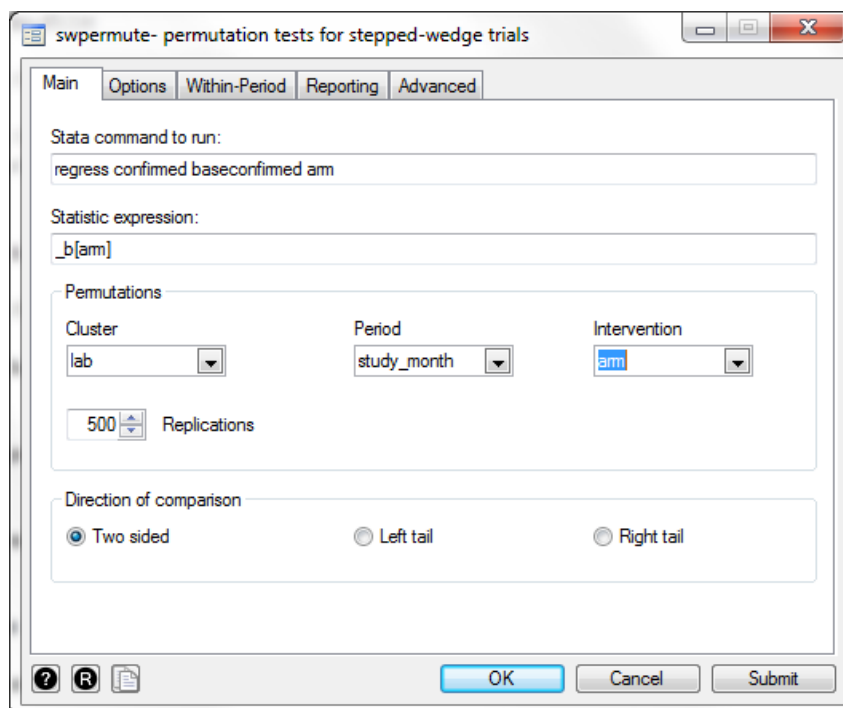 swpermute- permutation tests for stepped-wedge trials
Main Options Within-Period Reporting Advanced
Stata command to run:
regress confirmed baseconfirmed arm
Statistic expression:
_b[arm]
Permutations
Cluster Period Intervention
lab study_month arm
500 Replications
Direction of comparison
Two sided Left tail Right tail
? R OK Cancel Submit